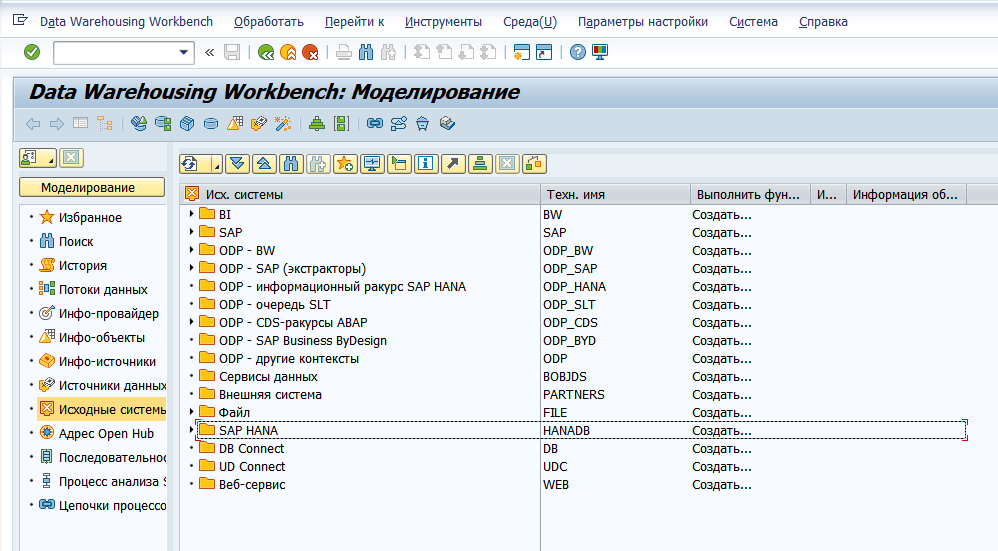 Data Warehousing Workbench Обработать Перейти к Инструменты Среда(U) Параметры настройки Система Справка
Data Warehousing Workbench: Моделирование
Моделирование
Избранное
Поиск
История
Потоки данных
Инфо-провайдер
Инфо-объекты
Инфо-источники
Источники данных
Исходные системы
Адрес Open Hub
Последовательнос
Процесс анализа S
Цепочки процессо
Исх. системы Техн. имя Выполнить фун... И... Информация об...
BI BW Создать...
SAP SAP Создать...
ODP - BW ODP_BW Создать...
ODP - SAP (экстракторы) ODP_SAP Создать...
ODP - информационный ракурс SAP HANA ODP_HANA Создать...
ODP - очередь SLT ODP_SLT Создать...
ODP - CDS-ракурсы ABAP ODP_CDS Создать...
ODP - SAP Business ByDesign ODP_BYD Создать...
ODP - другие контексты ODP Создать...
Сервисы данных BOBJDS Создать...
Внешняя система PARTNERS Создать...
Файл FILE Создать...
SAP HANA HANADB Создать...
DB Connect DB Создать...
UD Connect UDC Создать...
Веб-сервис WEB Создать...